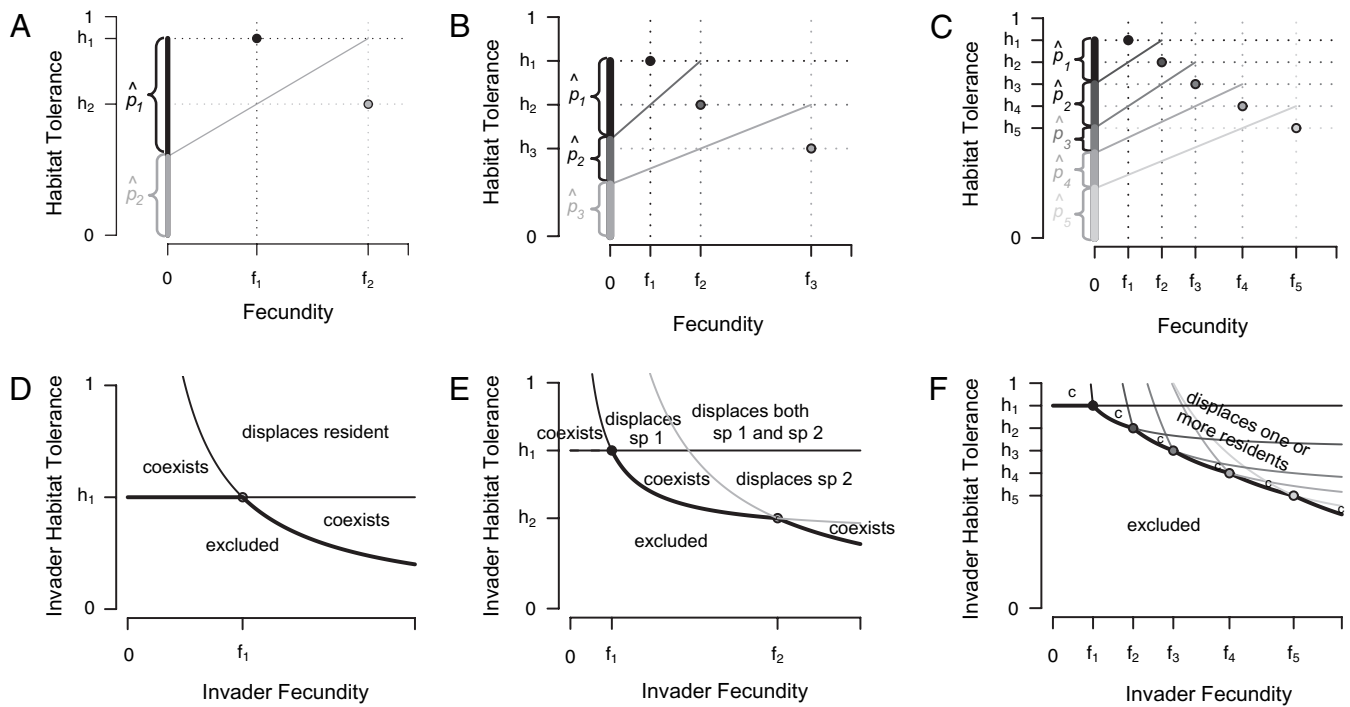 A
Habitat Tolerance
1
h1
h2
0
p̂1
p̂2
0
f1
f2
Fecundity
B
Habitat Tolerance
1
h1
h2
h3
0
p̂1
p̂2
p̂3
0
f1
f2
f3
Fecundity
C
Habitat Tolerance
1
h1
h2
h3
h4
h5
0
p̂1
p̂2
p̂3
p̂4
p̂5
0
f1
f2
f3
f4
f5
Fecundity
D
Invader Habitat Tolerance
1
h1
0
displaces resident
coexists
coexists
excluded
0
f1
Invader Fecundity
E
Invader Habitat Tolerance
1
h1
h2
0
coexists
displaces
sp 1
displaces both
sp 1 and sp 2
coexists
displaces sp 2
coexists
excluded
0
f1
f2
Invader Fecundity
F
Invader Habitat Tolerance
1
h1
h2
h3
h4
h5
0
c
c
c
c
c
c
displaces one or
more residents
excluded
0
f1
f2
f3
f4
f5
Invader Fecundity